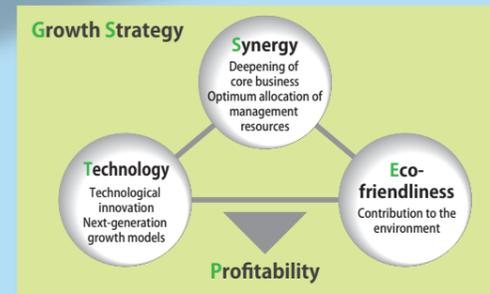 Growth Strategy
Synergy
Deepening of
core business
Optimum allocation of
management
resources
Technology
Technological
innovation
Next-generation
growth models
Eco-
friendliness
Contribution to the
environment
Profitability